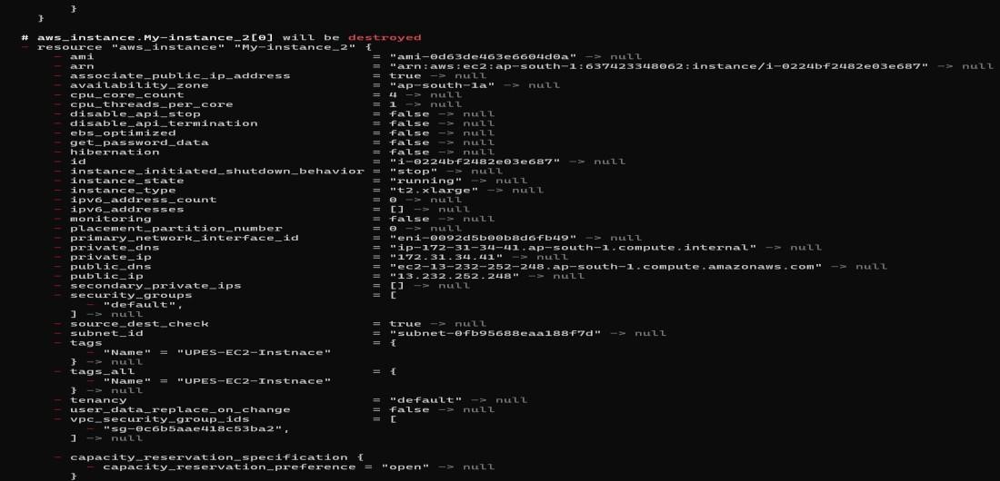 }
    }

  # aws_instance.My-instance_2[0] will be destroyed
  - resource "aws_instance" "My-instance_2" {
      - ami                                  = "ami-0d63de463e6604d0a" -> null
      - arn                                  = "arn:aws:ec2:ap-south-1:637423348062:instance/i-0224bf2482e03e687" -> null
      - associate_public_ip_address          = true -> null
      - availability_zone                    = "ap-south-1a" -> null
      - cpu_core_count                       = 4 -> null
      - cpu_threads_per_core                 = 1 -> null
      - disable_api_stop                     = false -> null
      - disable_api_termination              = false -> null
      - ebs_optimized                        = false -> null
      - get_password_data                    = false -> null
      - hibernation                          = false -> null
      - id                                   = "i-0224bf2482e03e687" -> null
      - instance_initiated_shutdown_behavior = "stop" -> null
      - instance_state                       = "running" -> null
      - instance_type                        = "t2.xlarge" -> null
      - ipv6_address_count                   = 0 -> null
      - ipv6_addresses                       = [] -> null
      - monitoring                           = false -> null
      - placement_partition_number           = 0 -> null
      - primary_network_interface_id         = "eni-0092d5b00b8d6fb49" -> null
      - private_dns                          = "ip-172-31-34-41.ap-south-1.compute.internal" -> null
      - private_ip                           = "172.31.34.41" -> null
      - public_dns                           = "ec2-13-232-252-248.ap-south-1.compute.amazonaws.com" -> null
      - public_ip                            = "13.232.252.248" -> null
      - secondary_private_ips                = [] -> null
      - security_groups                      = [
          - "default",
        ] -> null
      - source_dest_check                    = true -> null
      - subnet_id                            = "subnet-0fb95688eaa188f7d" -> null
      - tags                                 = {
          - "Name" = "UPES-EC2-Instnace"
        } -> null
      - tags_all                             = {
          - "Name" = "UPES-EC2-Instnace"
        } -> null
      - tenancy                              = "default" -> null
      - user_data_replace_on_change          = false -> null
      - vpc_security_group_ids               = [
          - "sg-0c6b5aae418c53ba2",
        ] -> null

      - capacity_reservation_specification {
          - capacity_reservation_preference = "open" -> null
        }